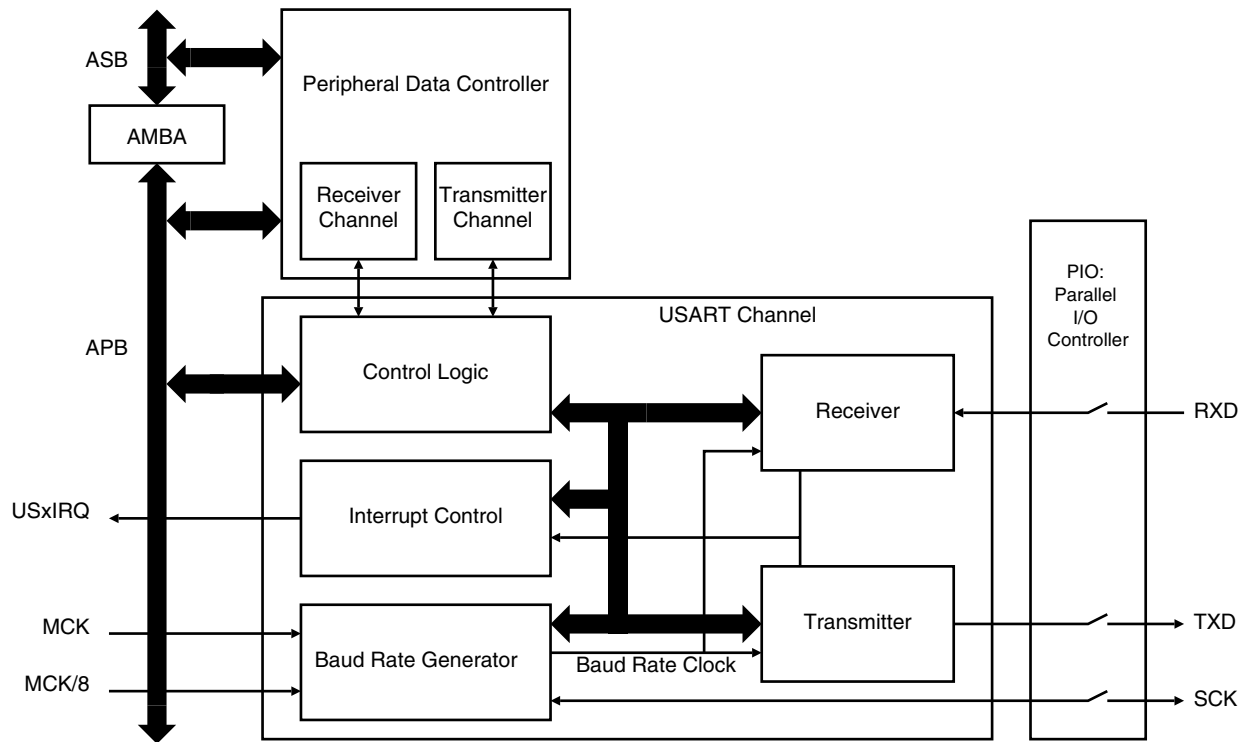 ASB
Peripheral Data Controller
AMBA
Receiver
Channel
Transmitter
Channel
PIO:
Parallel
I/O
Controller
USART Channel
APB
Control Logic
Receiver
RXD
USxIRQ
Interrupt Control
MCK
Baud Rate Generator
Transmitter
TXD
Baud Rate Clock
MCK/8
SCK